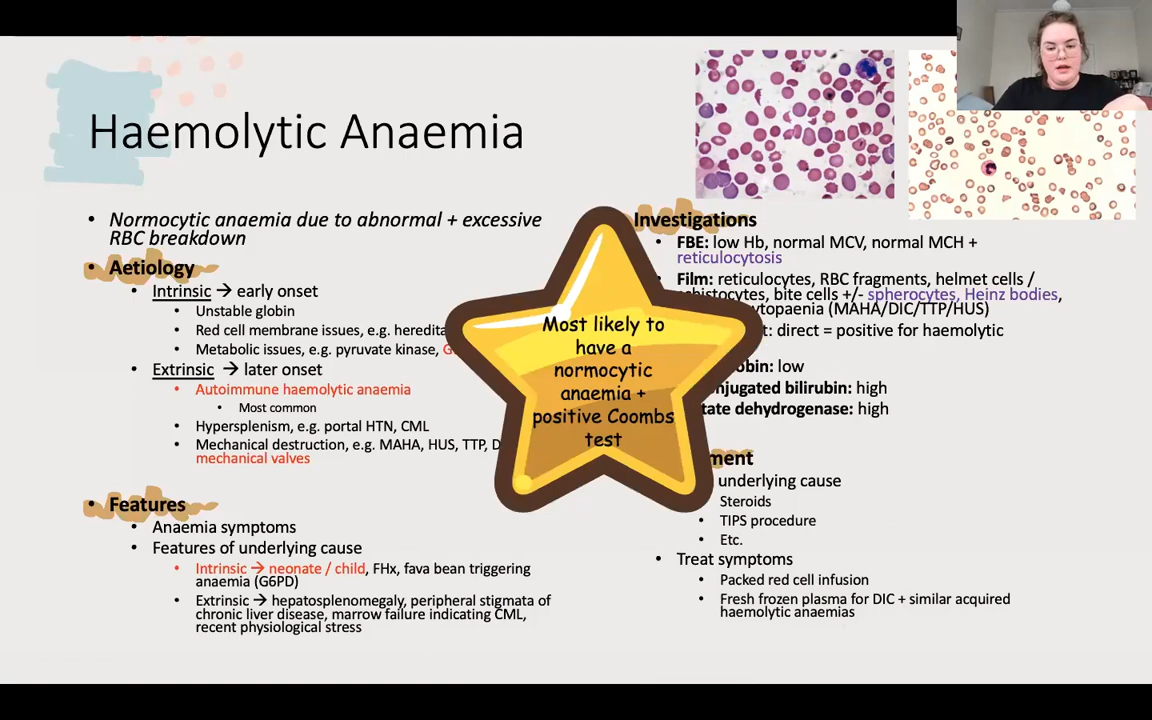 Haemolytic Anaemia
• Normocytic anaemia due to abnormal + excessive
RBC breakdown
• Aetiology
• Intrinsic → early onset
• Unstable globin
• Red cell membrane issues, e.g.
• Metabolic issues, e.g. pyruvate kinase,
• Extrinsic → later onset
• Autoimmune haemolytic anaemia
• Most common
• Hypersplenism, e.g. portal HTN, CML
• Mechanical destruction, e.g. MAHA, HUS, TTP,
mechanical valves
• Features
• Anaemia symptoms
• Features of underlying cause
• Intrinsic → neonate / child, FHx, fava bean triggering
anaemia (G6PD)
• Extrinsic → hepatosplenomegaly, peripheral stigmata of
chronic liver disease, marrow failure indicating CML,
recent physiological stress
Most likely to
have a
normocytic
anaemia +
positive Coombs
test
Investigations
• FBE: low Hb, normal MCV, normal MCH +
reticulocytosis
Film: reticulocytes, RBC fragments, helmet cells /
bite cells +/- spherocytes, Heinz bodies,
(MAHA/DIC/TTP/HUS)
direct = positive for haemolytic
low
bilirubin: high
dehydrogenase: high
underlying cause
Steroids
• TIPS procedure
• Etc.
• Treat symptoms
• Packed red cell infusion
• Fresh frozen plasma for DIC + similar acquired
haemolytic anaemias